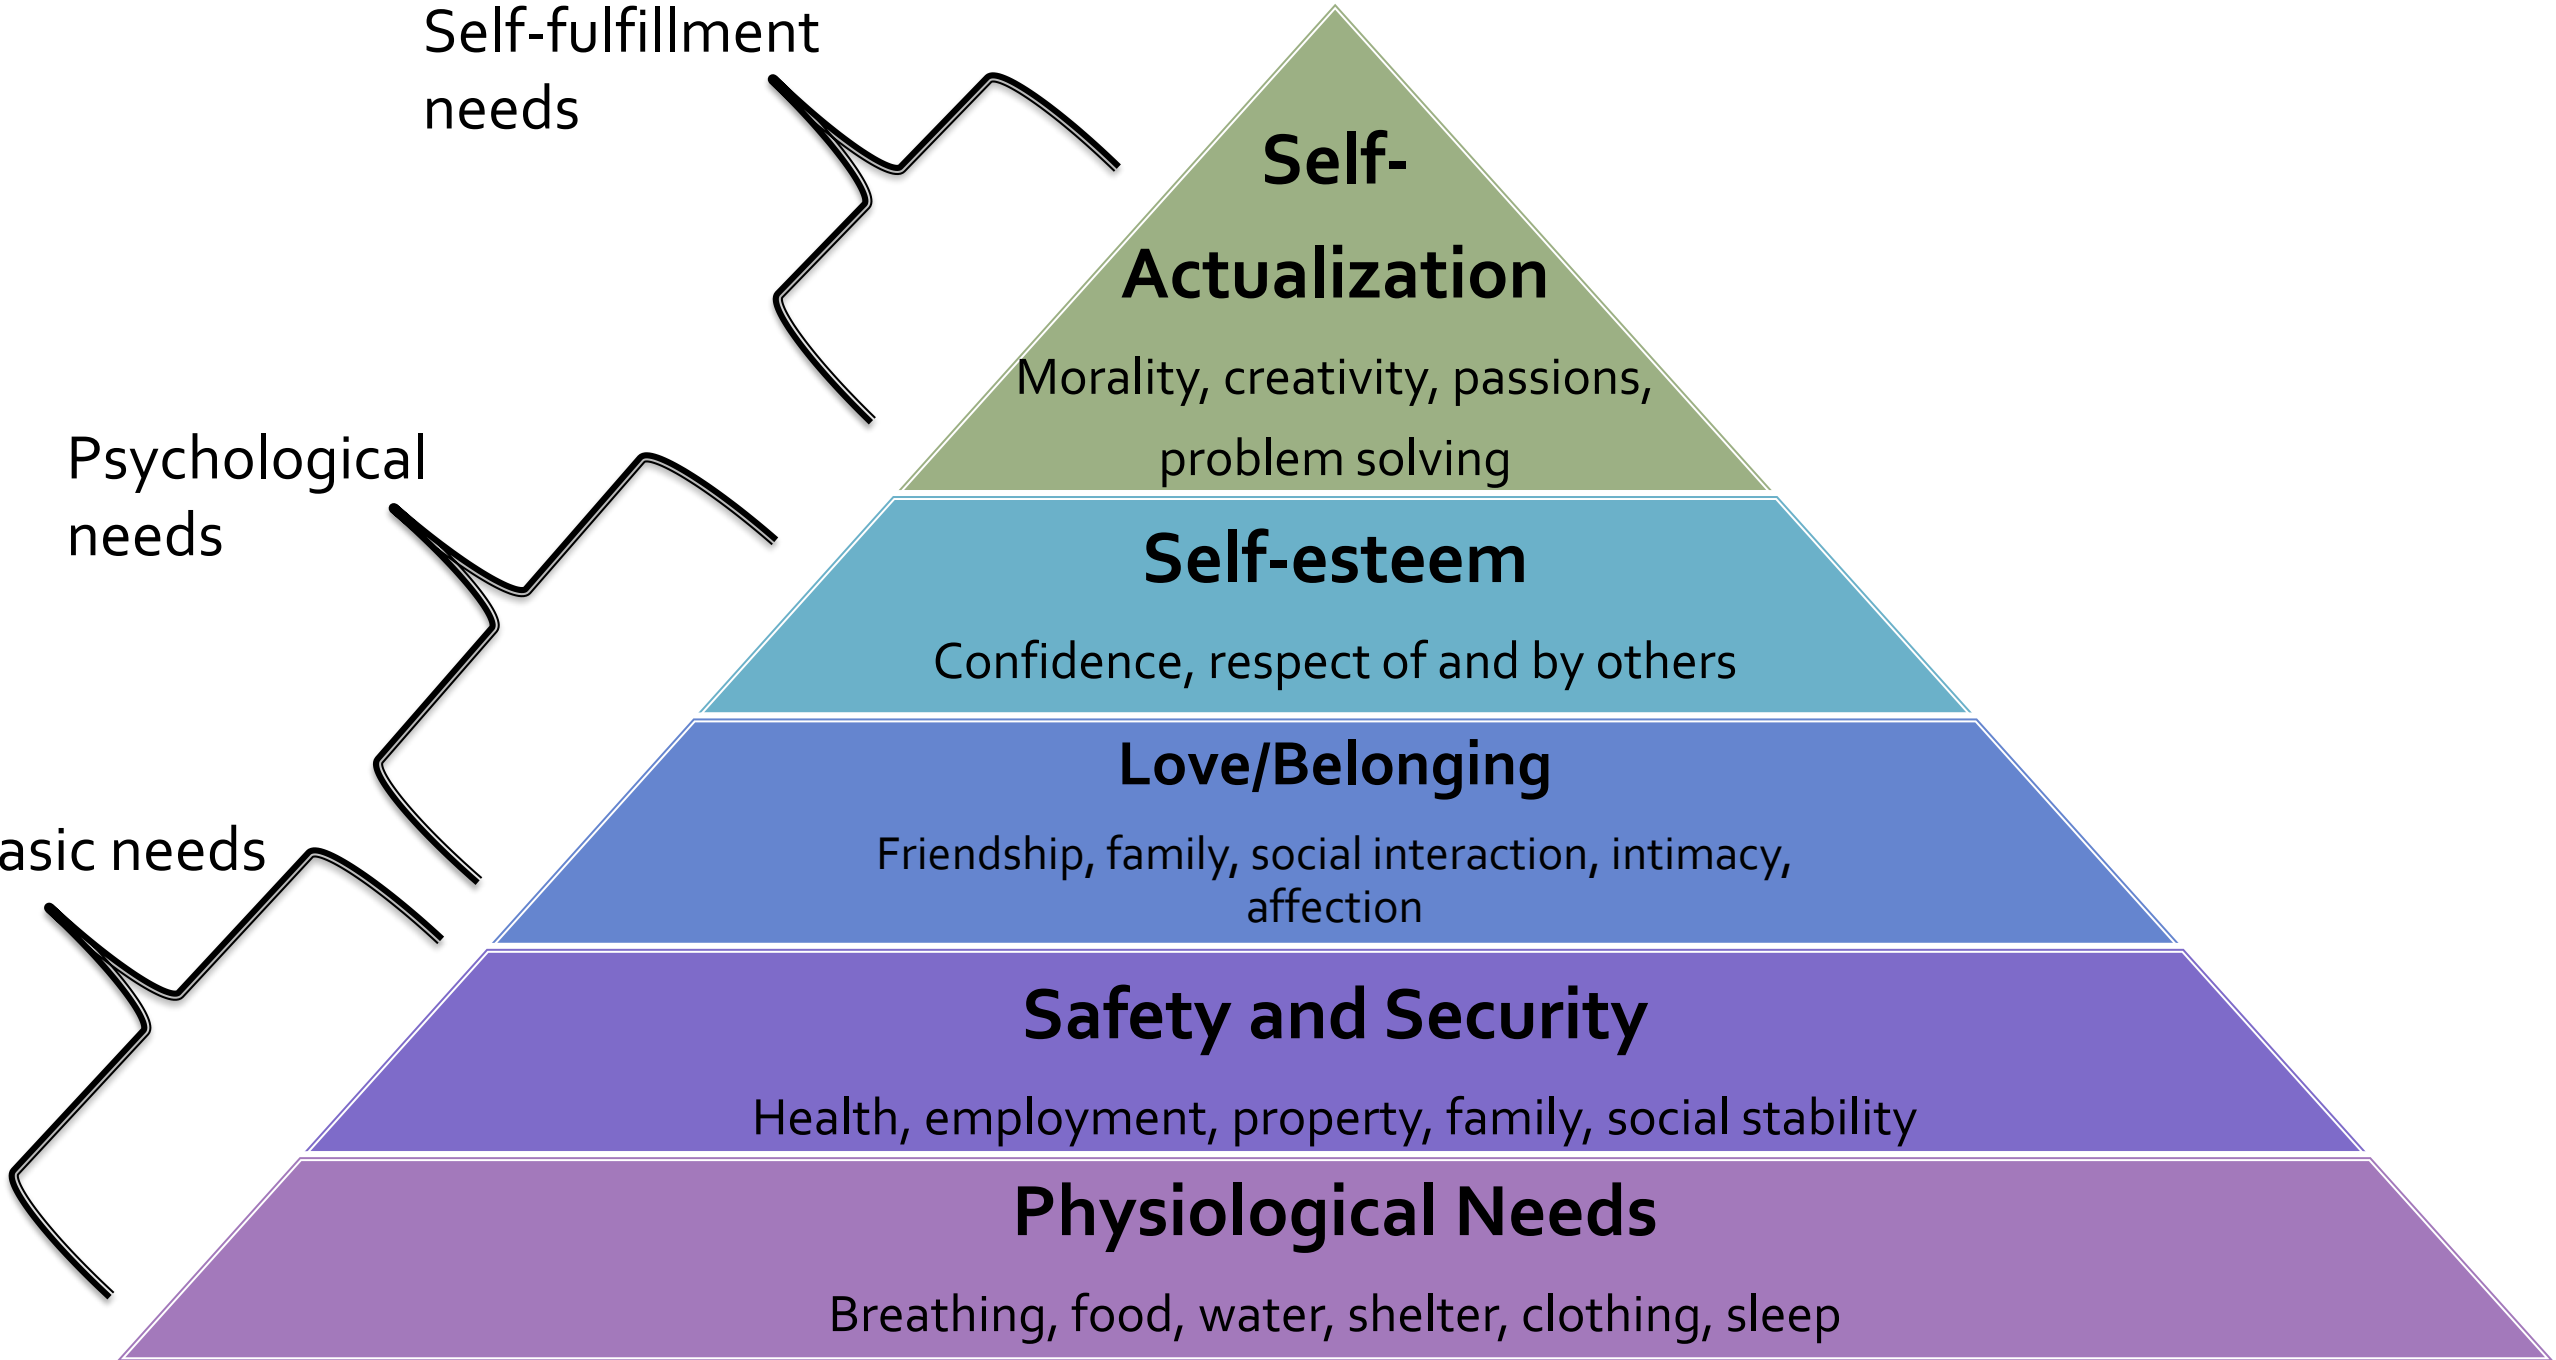 Self-fulfillment
needs
Self-
Actualization
Morality, creativity, passions,
problem solving
Psychological
needs
Self-esteem
Confidence, respect of and by others
Love/Belonging
Friendship, family, social interaction, intimacy,
affection
asic needs
Safety and Security
Health, employment, property, family, social stability
Physiological Needs
Breathing, food, water, shelter, clothing, sleep